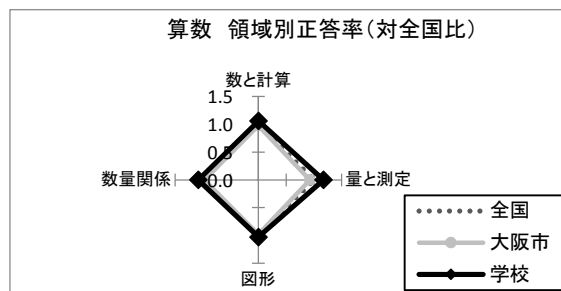 算数 領域別正答率(対全国比)
数と計算
1.5
1.0
0.5
0.0
数量関係
量と測定
図形
全国
大阪市
学校